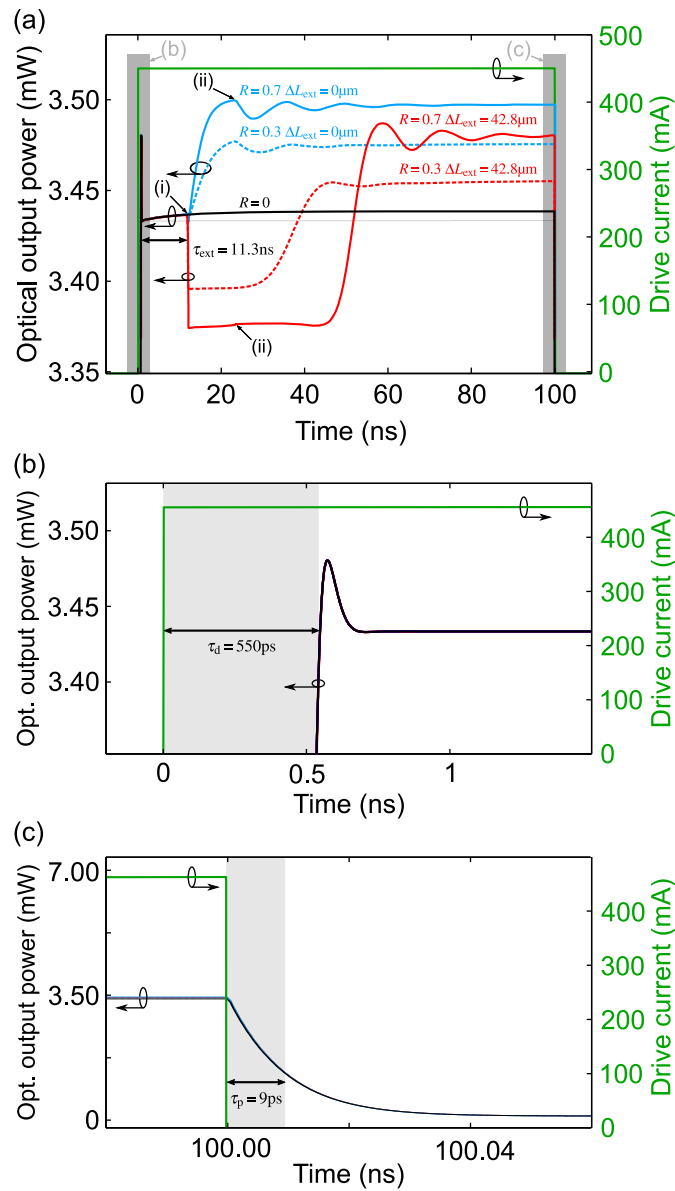 (a)
(b)
(c)
500
450
400
350
300
250
200
150
100
50
0
3.50
3.45
3.40
3.35
Optical output power (mW)
Drive current (mA)
(ii)
R = 0.7 ΔLext = 0μm
R = 0.7 ΔLext = 42.8μm
R = 0.3 ΔLext = 0μm
R = 0.3 ΔLext = 42.8μm
(i)
R = 0
τext = 11.3ns
(ii)
0
20
40
60
80
100
Time (ns)
(b)
3.50
3.45
3.40
Opt. output power (mW)
400
300
200
100
0
Drive current (mA)
τd = 550ps
0
0.5
1
Time (ns)
(c)
7.00
3.50
0
Opt. output power (mW)
400
300
200
100
0
Drive current (mA)
τp = 9ps
100.00
100.04
Time (ns)